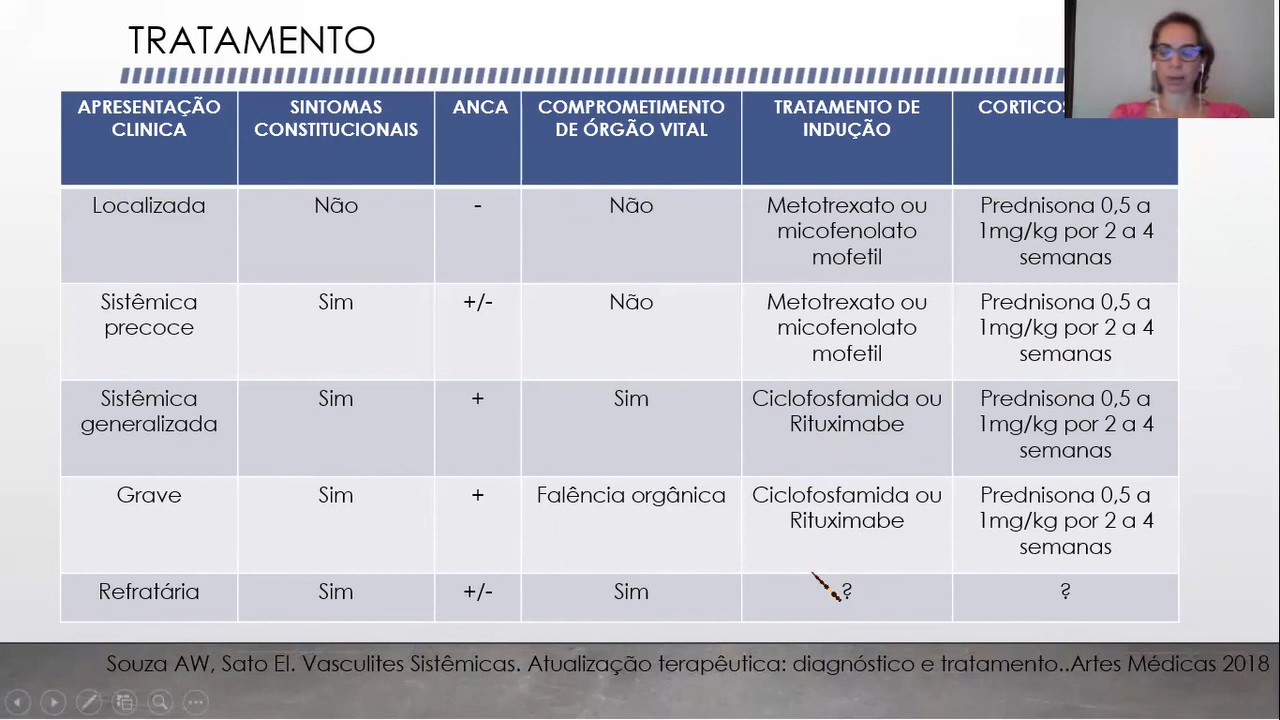 TRATAMENTO
APRESENTAÇÃO
CLINICA
SINTOMAS
CONSTITUCIONAIS
ANCA
COMPROMETIMENTO
DE ÓRGÃO VITAL
TRATAMENTO DE
INDUÇÃO
Localizada
Não
-
Não
Metotrexato ou
micofenolato
mofetil
Prednisona 0,5 a
1mg/kg por 2 a 4
semanas
Sistêmica
precoce
Sim
+/-
Não
Metotrexato ou
micofenolato
mofetil
Prednisona 0,5 a
1mg/kg por 2 a 4
semanas
Sistêmica
generalizada
Sim
+
Sim
Ciclofosfamida ou
Rituximabe
Prednisona 0,5 a
1mg/kg por 2 a 4
semanas
Grave
Sim
+
Falência orgânica
Ciclofosfamida ou
Rituximabe
Prednisona 0,5 a
1mg/kg por 2 a 4
semanas
Refratária
Sim
+/-
Sim
?
?
Souza AW, Sato EI. Vasculites Sistêmicas. Atualização terapêutica: diagnóstico e tratamento..Artes Médicas 2018